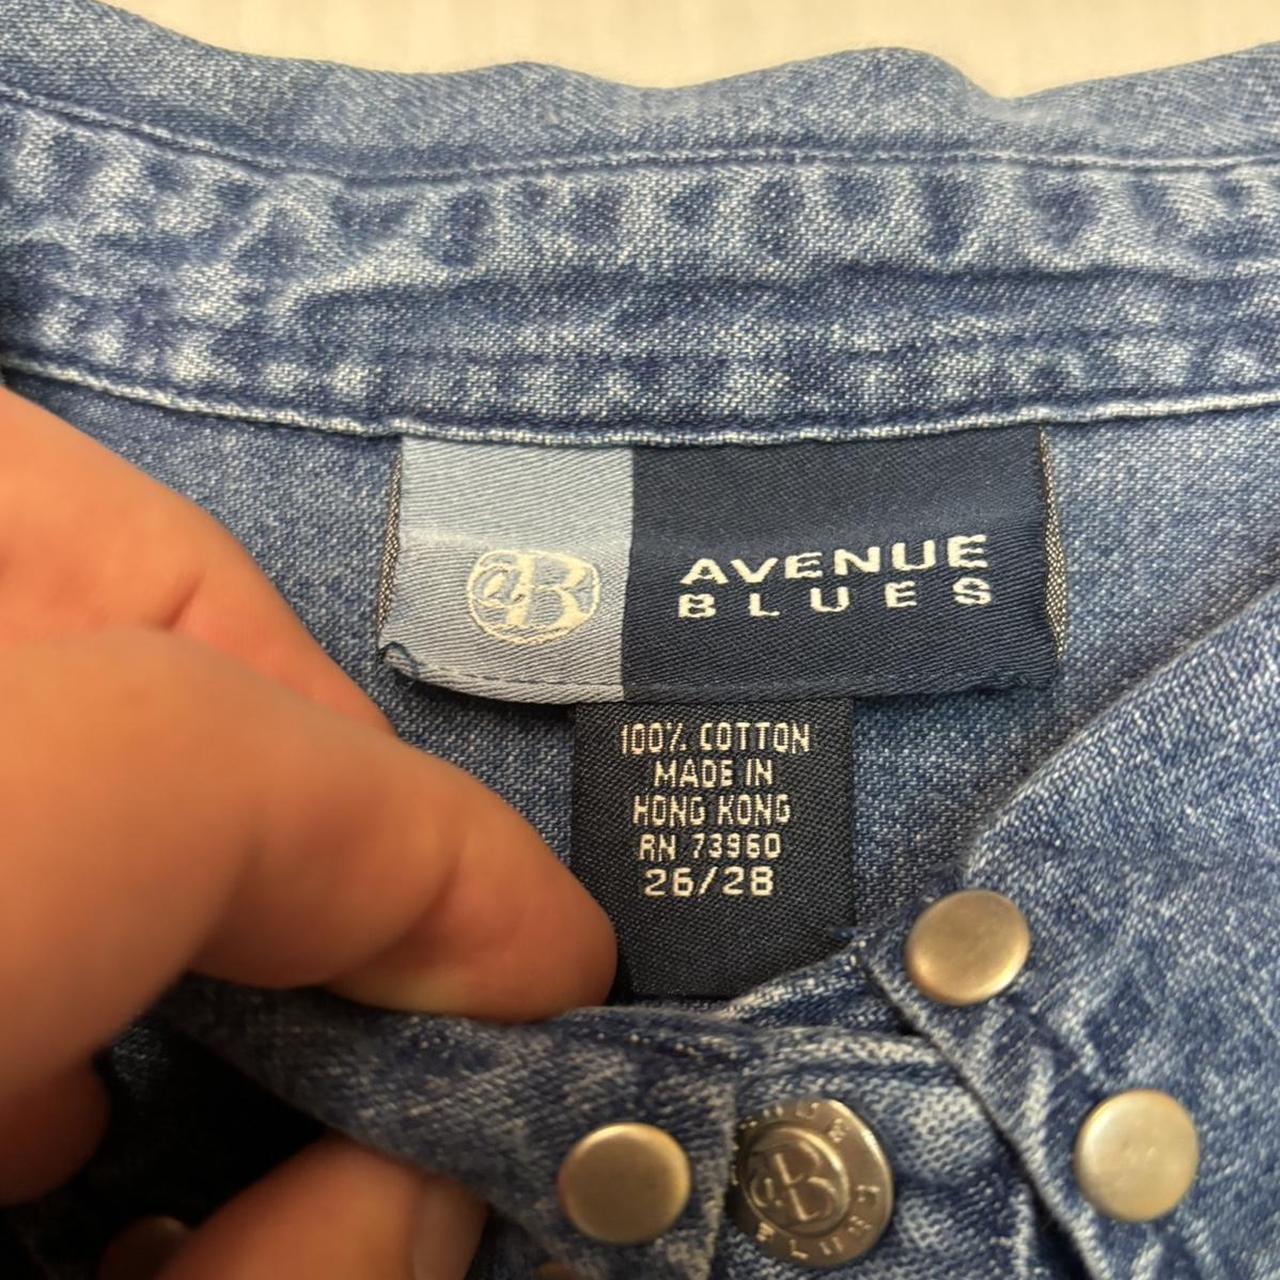 aB
AVENUE
BLUES
100% COTTON
MADE IN
HONG KONG
RN 73960
26/28
aB
BLUES